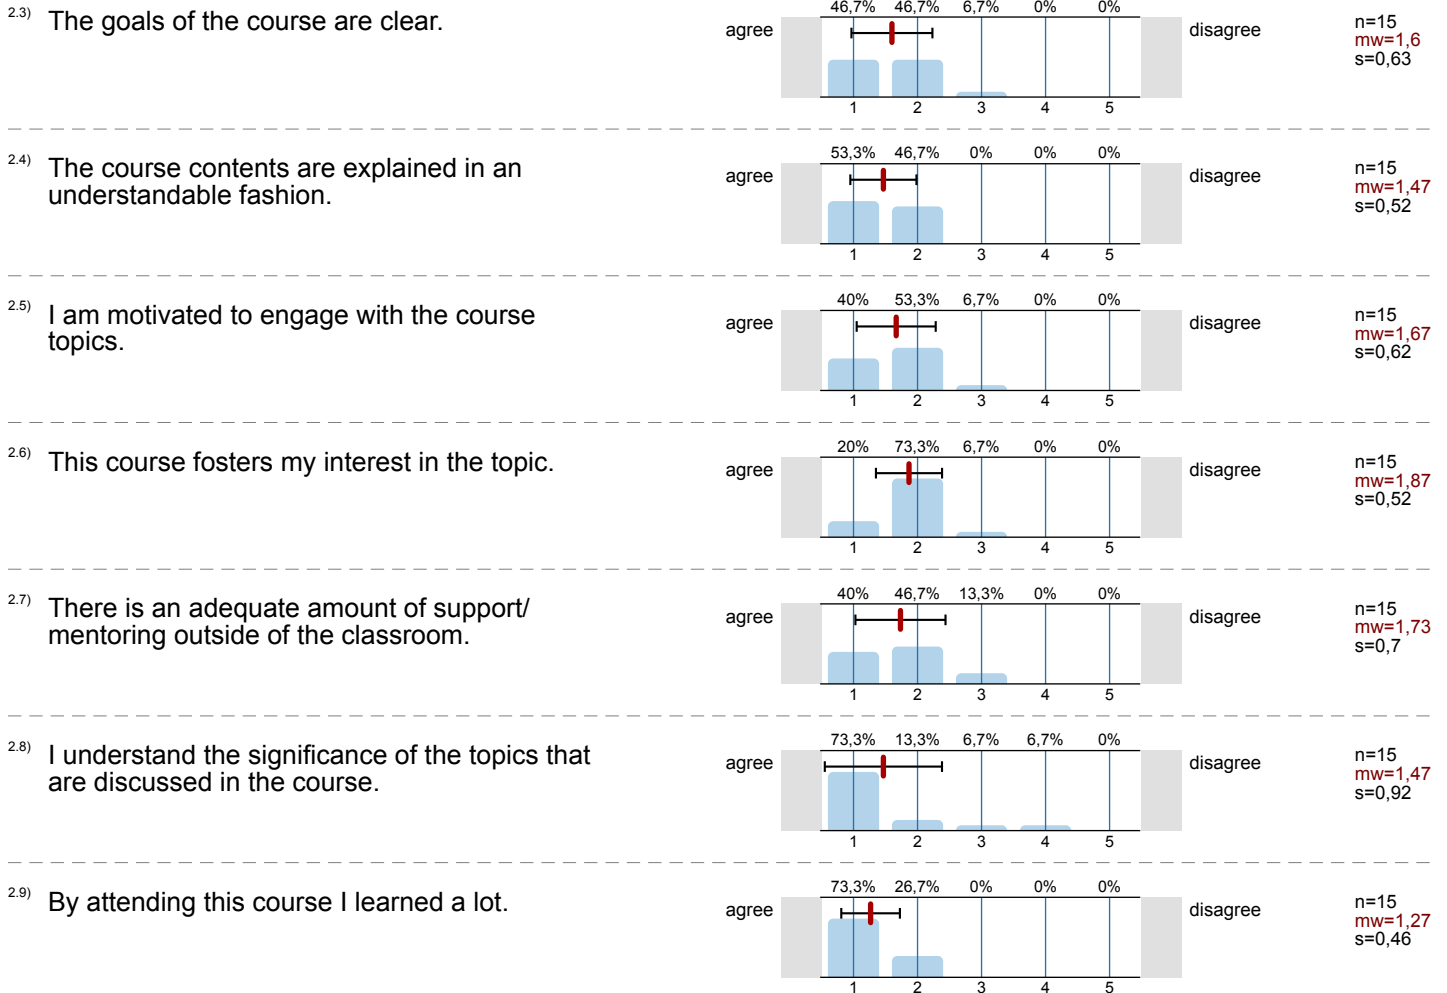 2.3) The goals of the course are clear.
46,7% 46,7% 6,7% 0% 0%
agree disagree
n=15
mw=1,6
s=0,63
1 2 3 4 5
2.4) The course contents are explained in an
understandable fashion.
53,3% 46,7% 0% 0% 0%
agree disagree
n=15
mw=1,47
s=0,52
1 2 3 4 5
2.5) I am motivated to engage with the course
topics.
40% 53,3% 6,7% 0% 0%
agree disagree
n=15
mw=1,67
s=0,62
1 2 3 4 5
2.6) This course fosters my interest in the topic.
20% 73,3% 6,7% 0% 0%
agree disagree
n=15
mw=1,87
s=0,52
1 2 3 4 5
2.7) There is an adequate amount of support/
mentoring outside of the classroom.
40% 46,7% 13,3% 0% 0%
agree disagree
n=15
mw=1,73
s=0,7
1 2 3 4 5
2.8) I understand the significance of the topics that
are discussed in the course.
73,3% 13,3% 6,7% 6,7% 0%
agree disagree
n=15
mw=1,47
s=0,92
1 2 3 4 5
2.9) By attending this course I learned a lot.
73,3% 26,7% 0% 0% 0%
agree disagree
n=15
mw=1,27
s=0,46
1 2 3 4 5